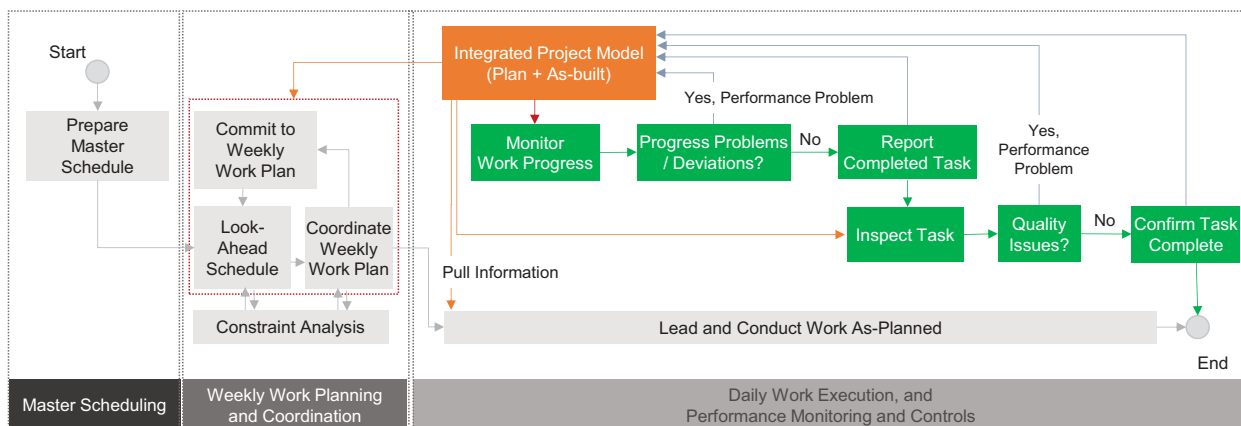 Start
Prepare
Master
Schedule
Commit to
Weekly
Work Plan
Look-
Ahead
Schedule
Coordinate
Weekly
Work Plan
Constraint Analysis
Integrated Project Model
(Plan + As-built)
Yes, Performance Problem
Monitor
Work Progress
Progress Problems
/ Deviations?
No
Report
Completed Task
Yes,
Performance
Problem
Inspect Task
Quality
Issues?
No
Confirm Task
Complete
Pull Information
Lead and Conduct Work As-Planned
End
Master Scheduling
Weekly Work Planning
and Coordination
Daily Work Execution, and
Performance Monitoring and Controls